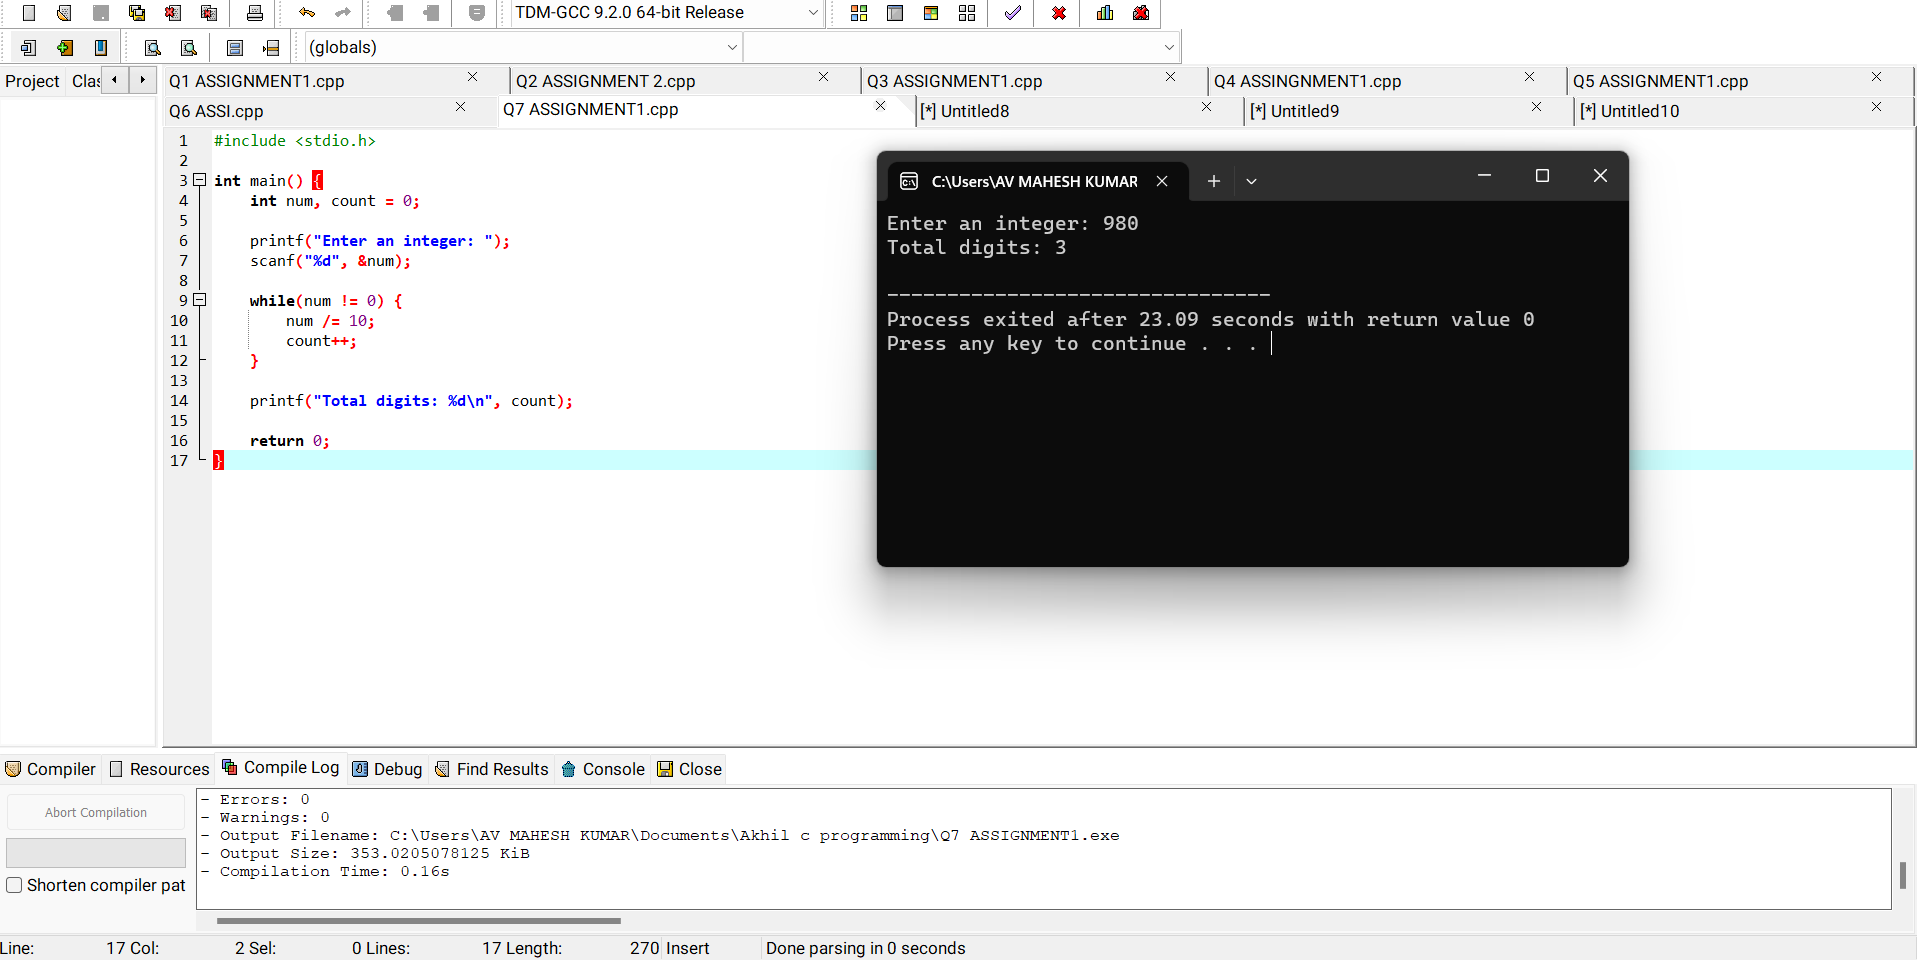 TDM-GCC 9.2.0 64-bit Release
(globals)
Project Clas
Q1 ASSIGNMENT1.cpp Q2 ASSIGNMENT 2.cpp Q3 ASSIGNMENT1.cpp Q4 ASSINGNMENT1.cpp Q5 ASSIGNMENT1.cpp
Q6 ASSI.cpp Q7 ASSIGNMENT1.cpp [*] Untitled8 [*] Untitled9 [*] Untitled10
1 #include <stdio.h>
2
3 int main() {
4 int num, count = 0;
5
6 printf("Enter an integer: ");
7 scanf("%d", &num);
8
9 while(num != 0) {
10 num /= 10;
11 count++;
12 }
13
14 printf("Total digits: %d\n", count);
15
16 return 0;
17 }
C:\Users\AV MAHESH KUMAR
Enter an integer: 980
Total digits: 3
--------------------------------
Process exited after 23.09 seconds with return value 0
Press any key to continue . . .
Compiler Resources Compile Log Debug Find Results Console Close
Abort Compilation
Shorten compiler pat
- Errors: 0
- Warnings: 0
- Output Filename: C:\Users\AV MAHESH KUMAR\Documents\Akhil c programming\Q7 ASSIGNMENT1.exe
- Output Size: 353.0205078125 KiB
- Compilation Time: 0.16s
Line: 17 Col: 2 Sel: 0 Lines: 17 Length: 270 Insert Done parsing in 0 seconds